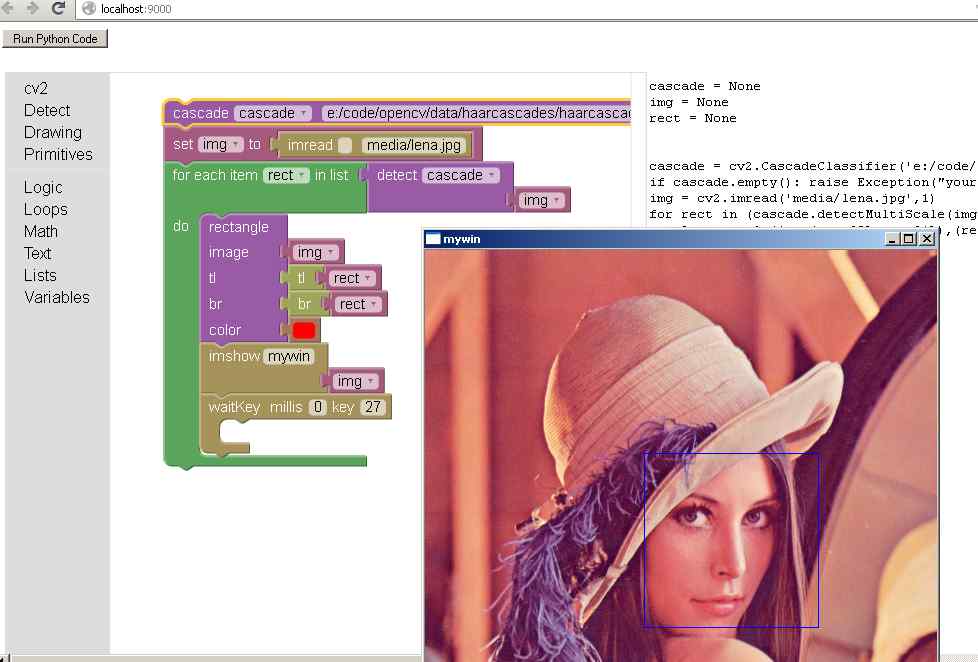 localhost:9000
Run Python Code
cv2
Detect
Drawing
Primitives
Logic
Loops
Math
Text
Lists
Variables
cascade cascade e:/code/opencv/data/haarcascades/haarcascad
set img to imread media/lena.jpg
for each item rect in list detect cascade
img
do rectangle
image img
tl tl rect
br br rect
color
imshow mywin
img
waitKey millis 0 key 27
cascade = None
img = None
rect = None
cascade = cv2.CascadeClassifier('e:/code/
if cascade.empty(): raise Exception("your
img = cv2.imread('media/lena.jpg',1)
for rect in (cascade.detectMultiScale(img
),(re
mywin